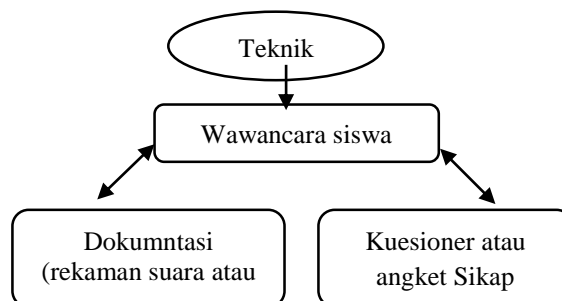 Teknik
Wawancara siswa
Dokumntasi
(rekaman suara atau
Kuesioner atau
angket Sikap